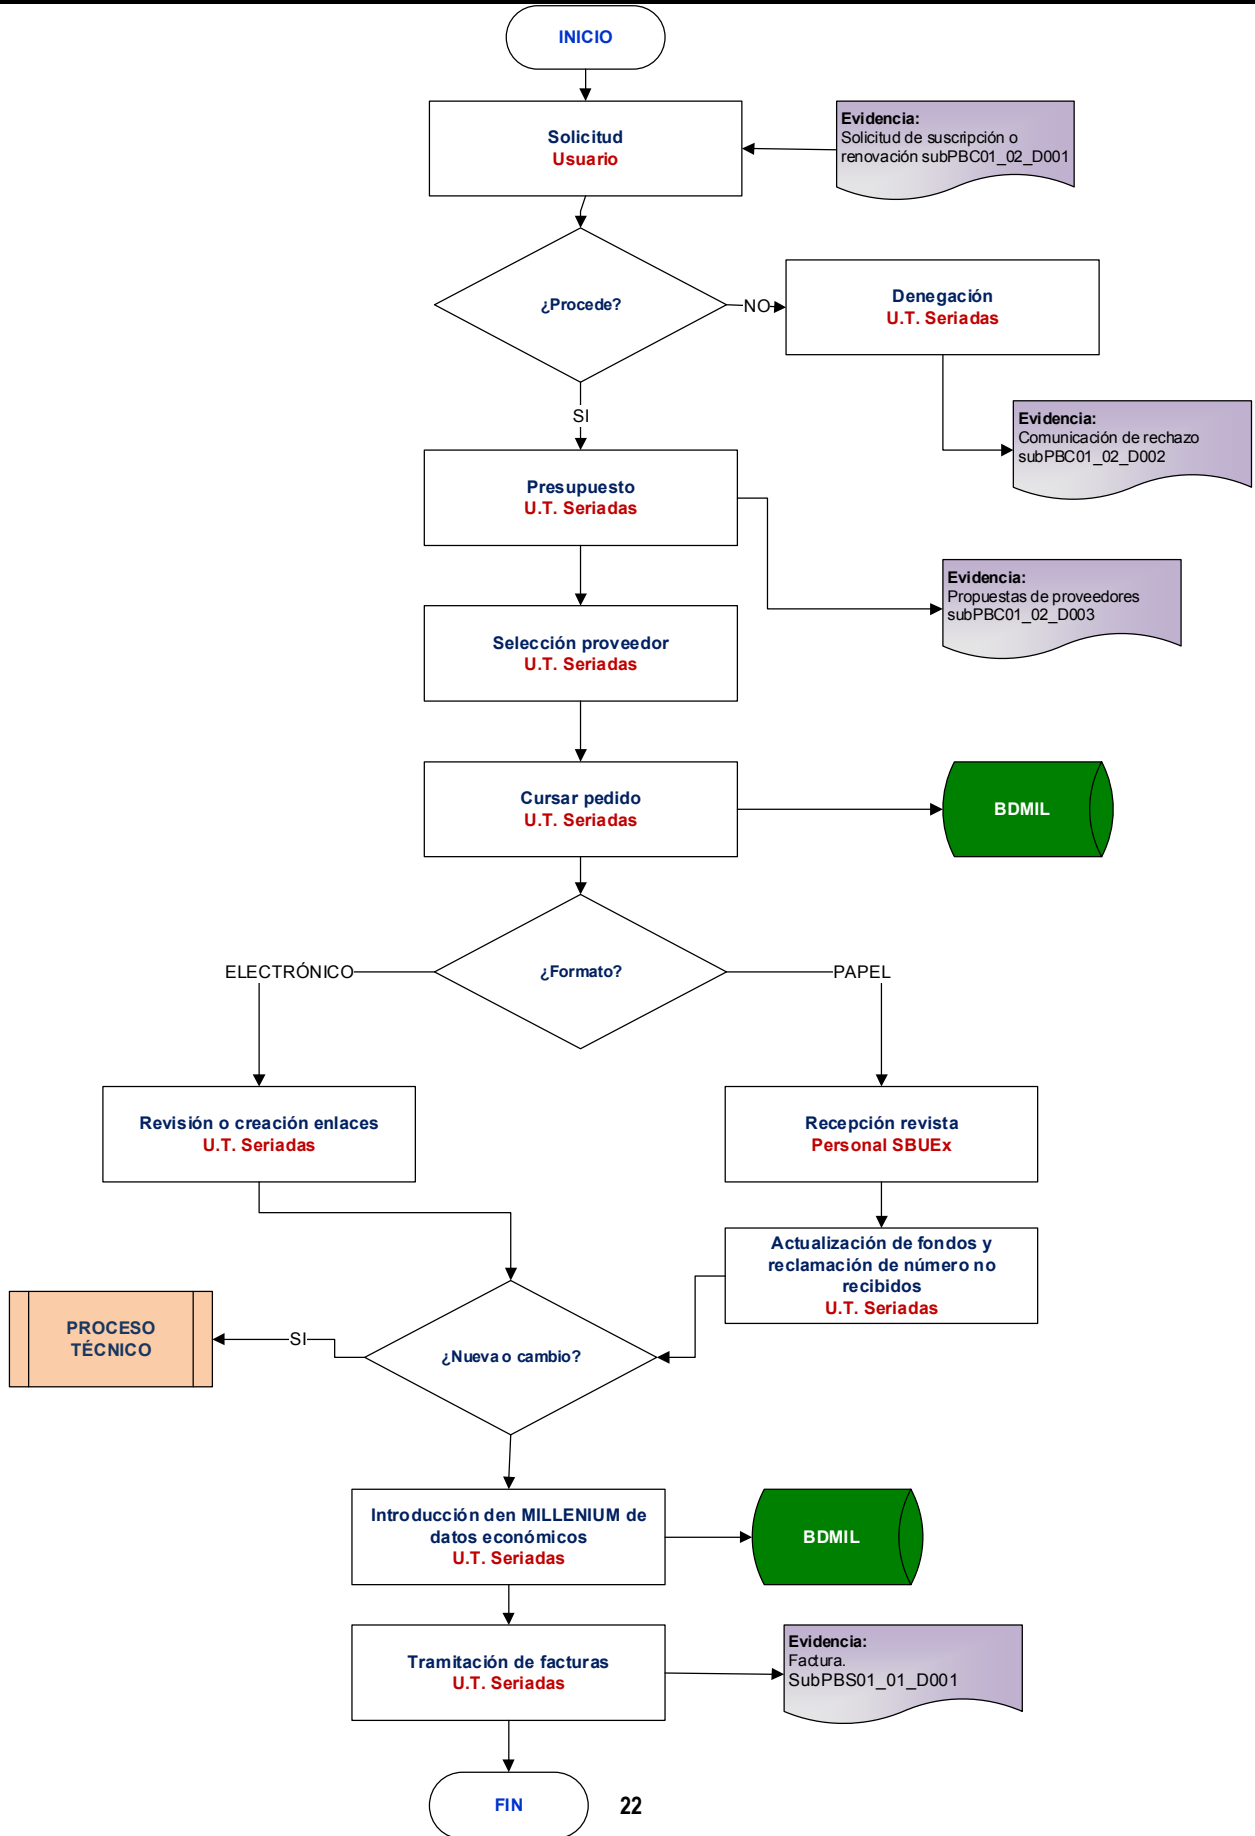 INICIO
Solicitud
Usuario
Evidencia:
Solicitud de suscripción o
renovación subPBC01_02_D001
¿Procede?
NO
Denegación
U.T. Seriadas
SI
Evidencia:
Comunicación de rechazo
subPBC01_02_D002
Presupuesto
U.T. Seriadas
Evidencia:
Propuestas de proveedores
subPBC01_02_D003
Selección proveedor
U.T. Seriadas
Cursar pedido
U.T. Seriadas
BDMIL
ELECTRÓNICO
¿Formato?
PAPEL
Revisión o creación enlaces
U.T. Seriadas
Recepción revista
Personal SBUEx
Actualización de fondos y
reclamación de número no
recibidos
U.T. Seriadas
PROCESO
TÉCNICO
SI
¿Nueva o cambio?
Introducción den MILLENIUM de
datos económicos
U.T. Seriadas
BDMIL
Tramitación de facturas
U.T. Seriadas
Evidencia:
Factura.
SubPBS01_01_D001
FIN
22